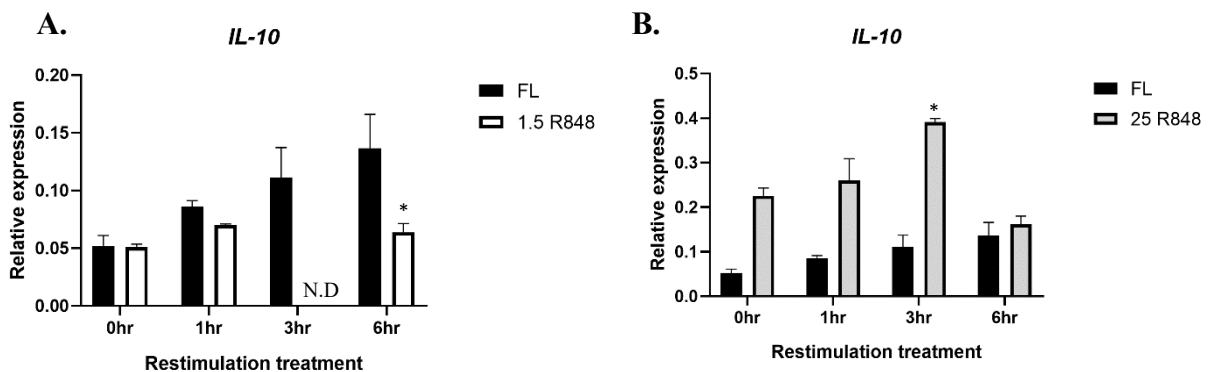 A.
IL-10
Relative expression
0.20
0.15
0.10
0.05
0.00
FL
1.5 R848
*
N.D
0hr
1hr
3hr
6hr
Restimulation treatment
B.
IL-10
Relative expression
0.5
0.4
0.3
0.2
0.1
0.0
FL
25 R848
*
0hr
1hr
3hr
6hr
Restimulation treatment